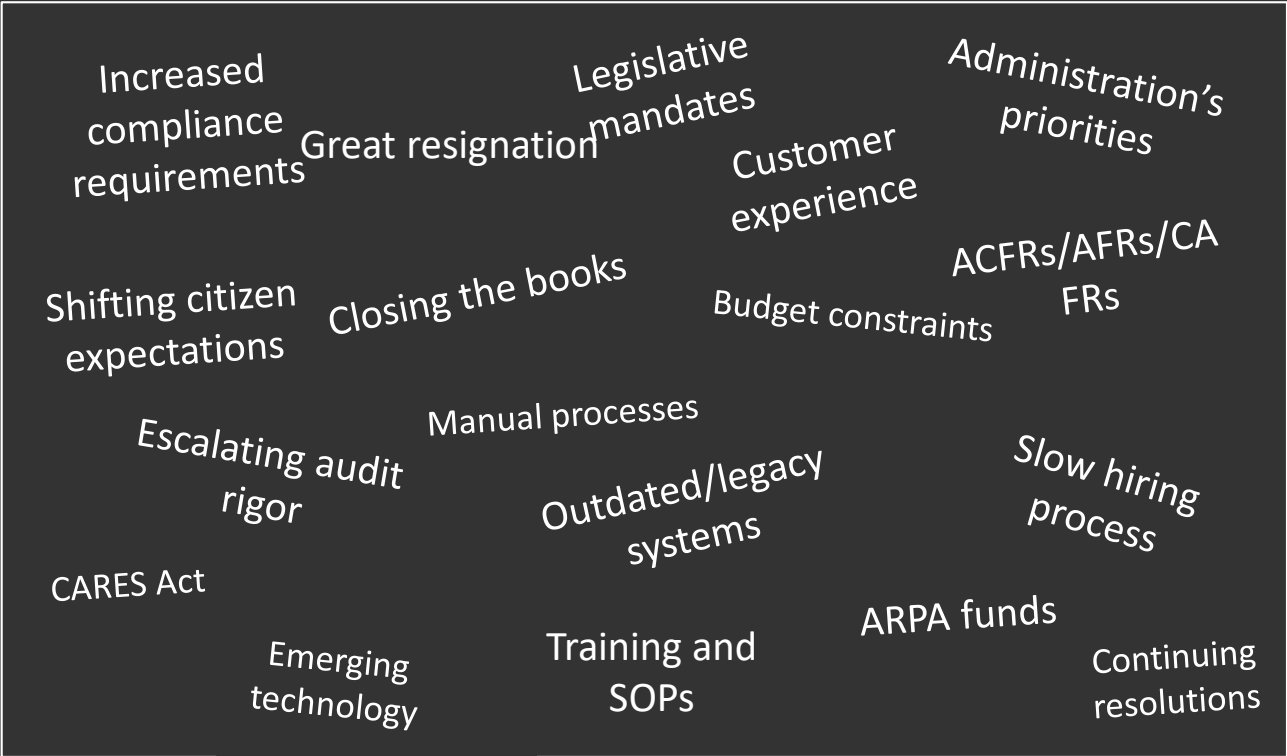 Increased
compliance
requirements
Great resignation
Legislative
mandates
Administration’s
priorities
Customer
experience
Shifting citizen
expectations
Closing the books
Budget constraints
ACFRs/AFRs/CA
FRs
Escalating audit
rigor
Manual processes
Outdated/legacy
systems
Slow hiring
process
CARES Act
Emerging
technology
Training and
SOPs
ARPA funds
Continuing
resolutions